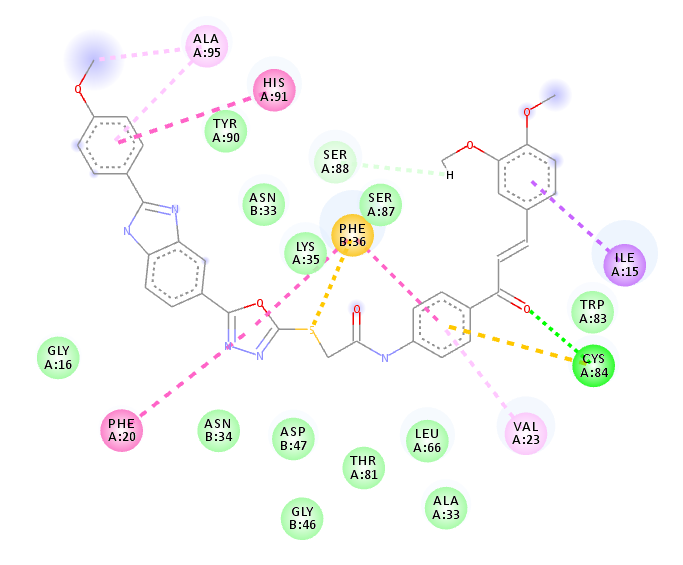 ALA
A:95
HIS
A:91
TYR
A:90
SER
A:88
ASN
B:33
SER
A:87
PHE
B:36
LYS
A:35
ILE
A:15
TRP
A:83
GLY
A:16
CYS
A:84
PHE
A:20
ASN
B:34
ASP
B:47
LEU
A:66
VAL
A:23
THR
A:81
ALA
A:33
GLY
B:46
O
O
O
H
N
N
O
N
N
S
O
N
O